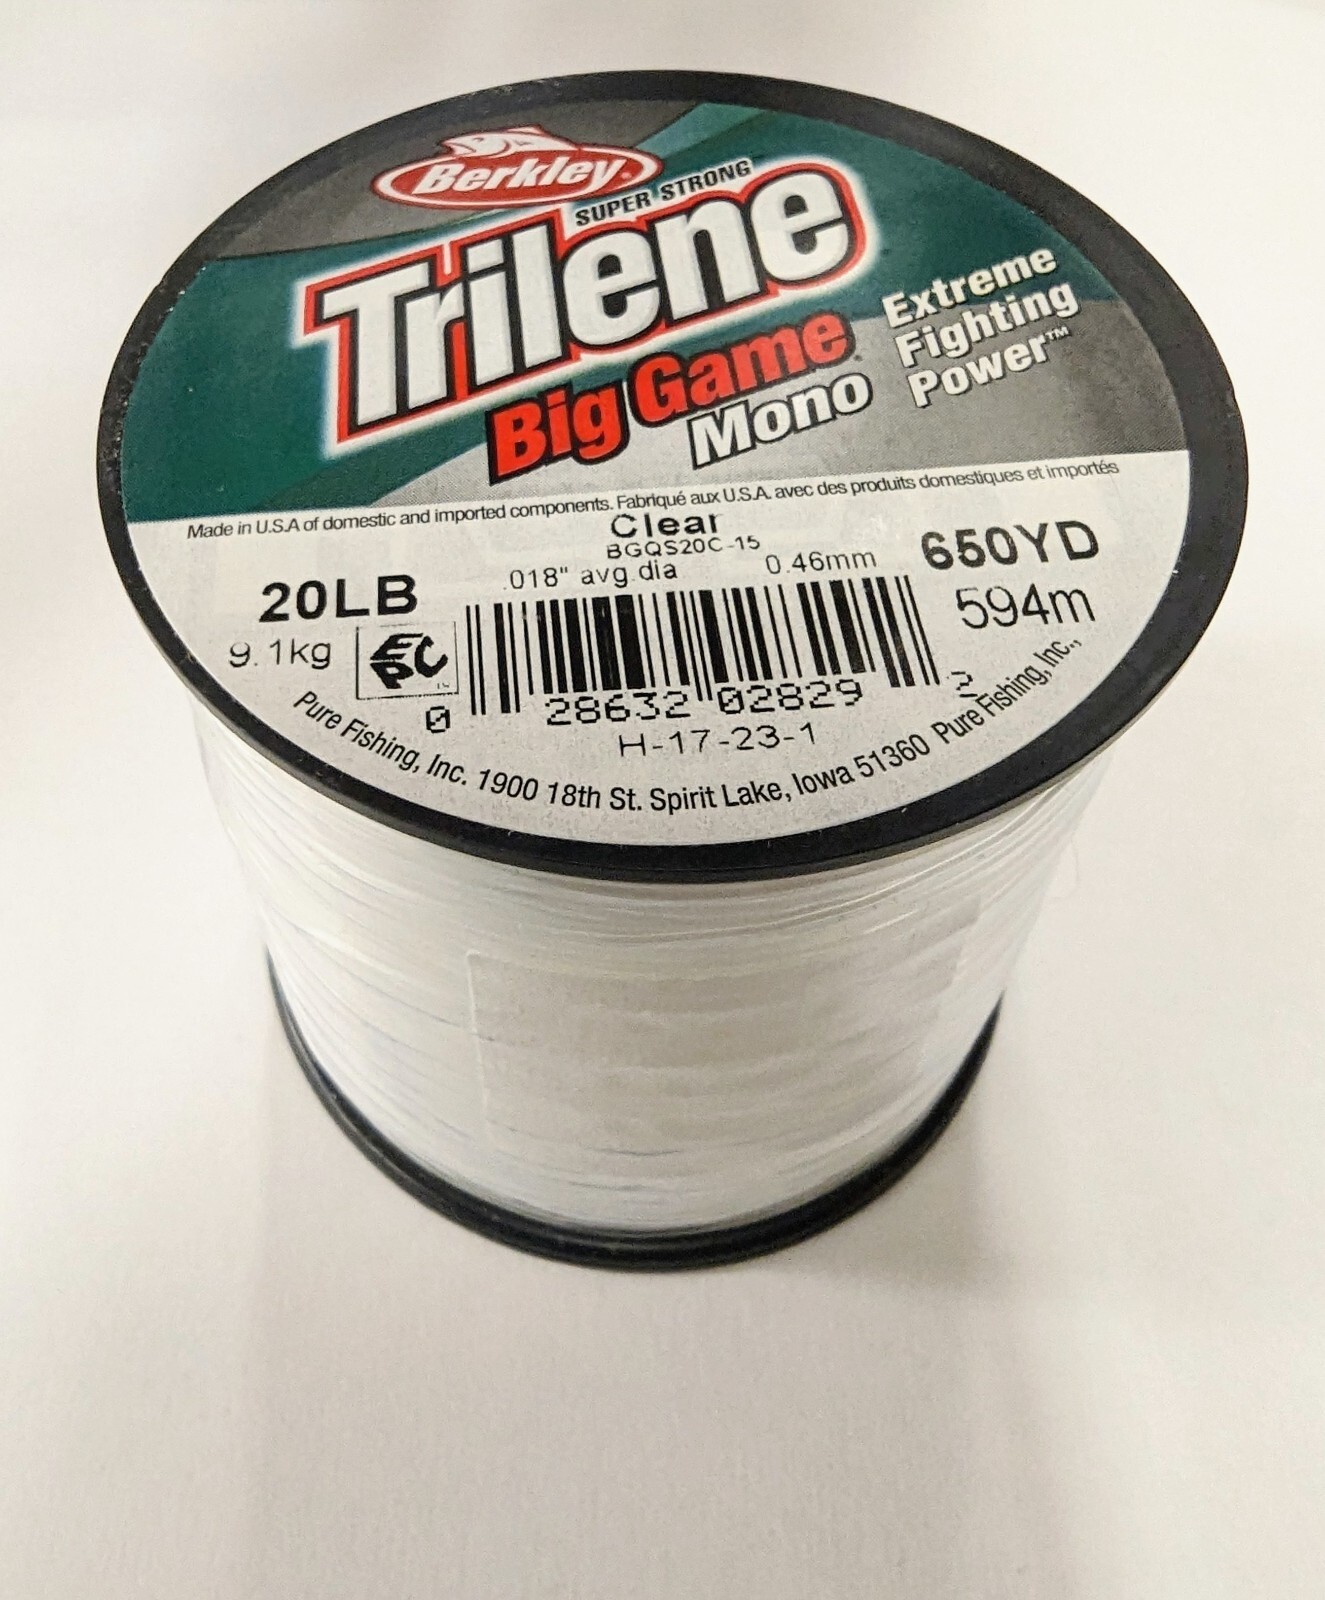 Berkley
SUPER STRONG
Trilene
Big Game
Mono
Extreme
Fighting
Power™
Made in U.S.A of domestic and imported components. Fabriqué aux U.S.A. avec des produits domestiques et importés
Clear
BGQS20C-15
.018" avg.dia 0.46mm
20LB
9.1kg
650YD
594m
EPC
0 28632 02829 2
H-17-23-1
Pure Fishing, Inc. 1900 18th St. Spirit Lake, Iowa 51360 Pure Fishing, Inc.,